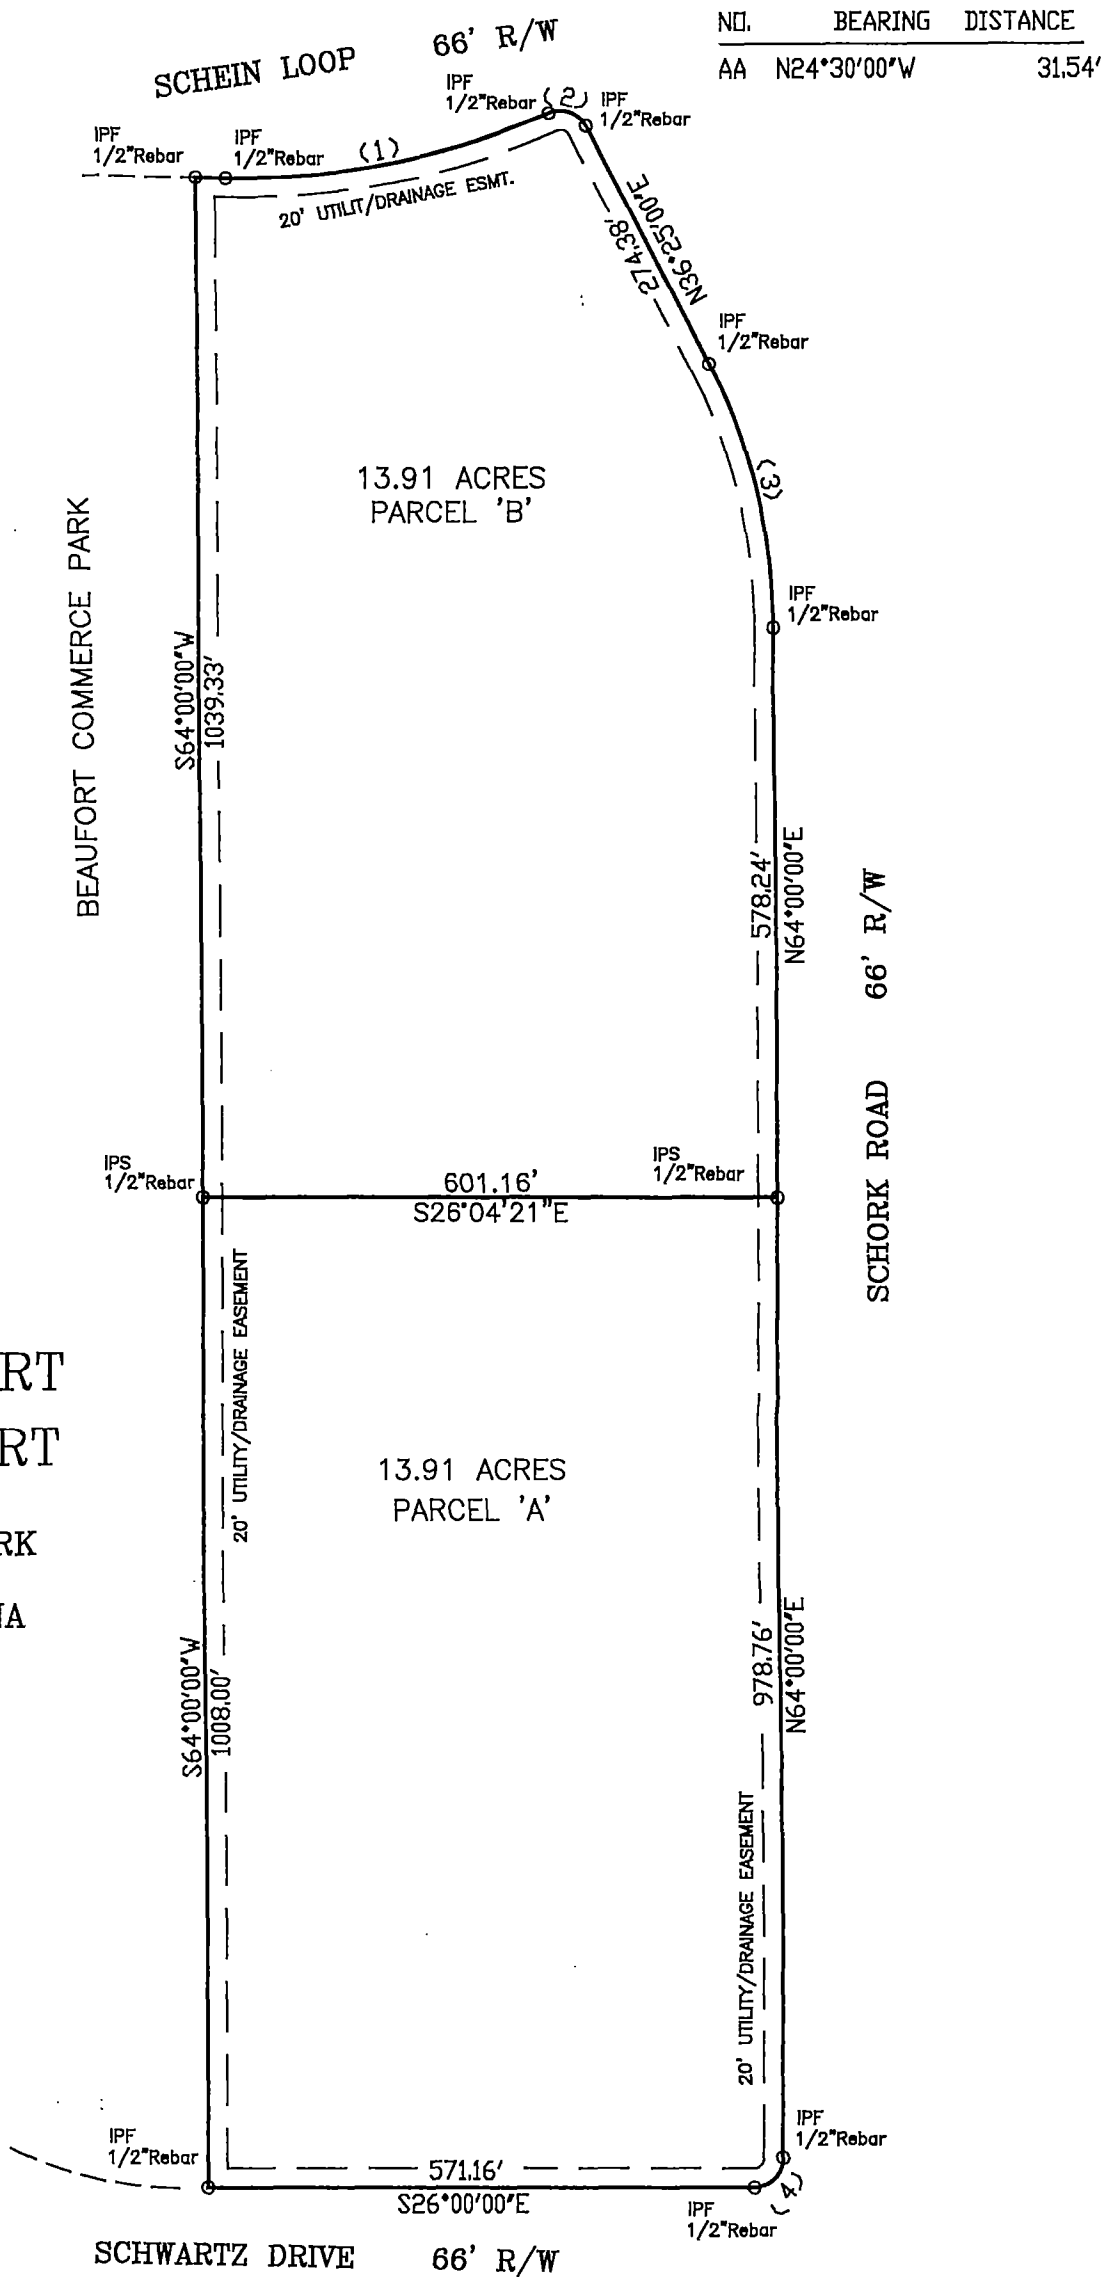 NO. BEARING DISTANCE
AA N24°30'00"W 31.54'
SCHEIN LOOP 66' R/W
IPF
1/2"Rebar
IPF
1/2"Rebar
(1)
IPF
1/2"Rebar
(2)
IPF
1/2"Rebar
20' UTILIT/DRAINAGE ESMT.
N36°25'00"E
274.38'
IPF
1/2"Rebar
(3)
13.91 ACRES
PARCEL 'B'
IPF
1/2"Rebar
BEAUFORT COMMERCE PARK
S64°00'00"W
1039.33'
578.24'
N64°00'00"E
SCHORK ROAD 66' R/W
IPS
1/2"Rebar
IPS
1/2"Rebar
601.16'
S26°04'21"E
20' UTILITY/DRAINAGE EASEMENT
RT
RT
RK
13.91 ACRES
PARCEL 'A'
S64°00'00"W
1008.00'
978.76'
N64°00'00"E
20' UTILITY/DRAINAGE EASEMENT
IPF
1/2"Rebar
IPF
1/2"Rebar
571.16'
S26°00'00"E
(4)
IPF
1/2"Rebar
SCHWARTZ DRIVE 66' R/W